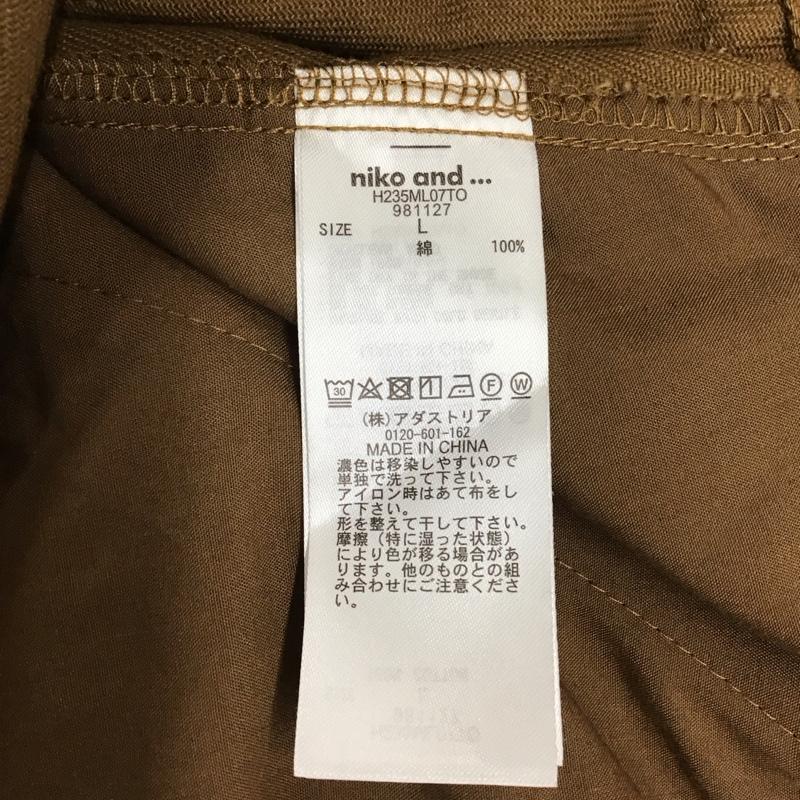 niko and ...
H235ML07TO
981127
SIZE L
綿 100%
30 F W
(株)アダストリア
0120-601-162
MADE IN CHINA
濃色は移染しやすいので
単独で洗って下さい。
アイロン時はあて布をし
て下さい。
形を整えて干して下さい。
摩擦(特に湿った状態)
により色が移る場合があ
ります。他のものとの組
み合わせにご注意くださ
い。